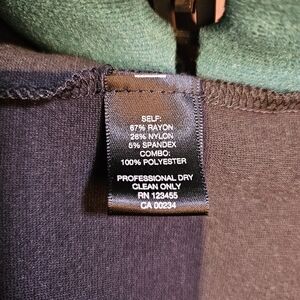 SELF:
67% RAYON
28% NYLON
5% SPANDEX
COMBO:
100% POLYESTER
PROFESSIONAL DRY
CLEAN ONLY
RN 123455
CA 00234